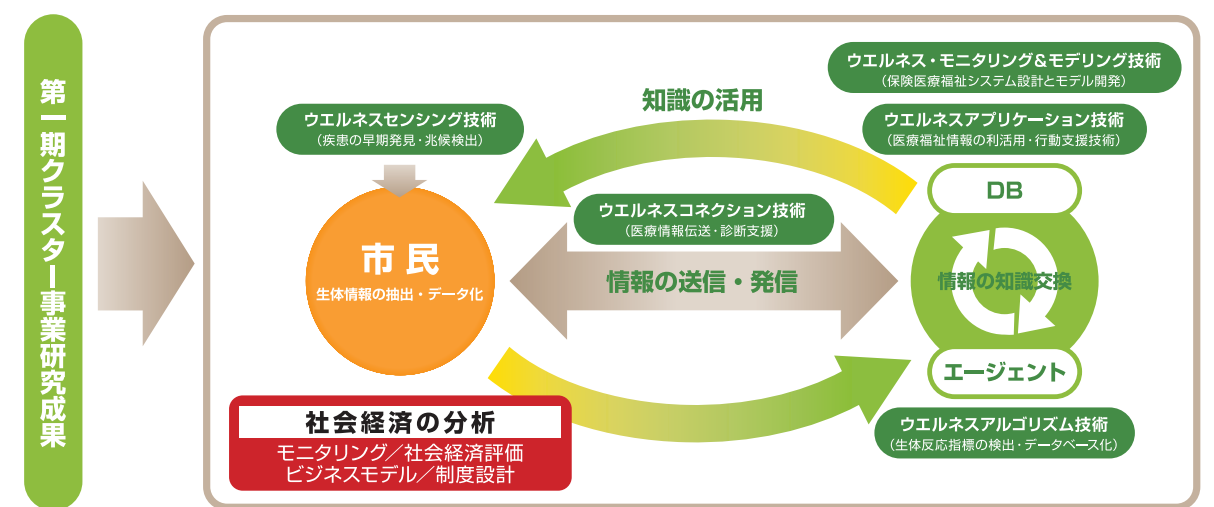 第一期クラスター事業研究成果
ウエルネス・モニタリング&モデリング技術
(保険医療福祉システム設計とモデル開発)
知識の活用
ウエルネスセンシング技術
(疾患の早期発見・兆候検出)
ウエルネスアプリケーション技術
(医療福祉情報の利活用・行動支援技術)
DB
ウエルネスコネクション技術
(医療情報伝送・診断支援)
市民
生体情報の抽出・データ化
情報の送信・発信
情報の知識交換
エージェント
社会経済の分析
モニタリング/社会経済評価
ビジネスモデル/制度設計
ウエルネスアルゴリズム技術
(生体反応指標の検出・データベース化)